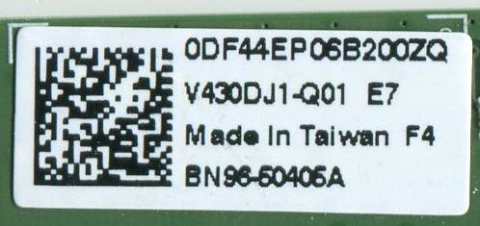 0DF44EP06B200ZQ
V430DJ1-Q01 E7
Made In Taiwan F4
BN96-50405A